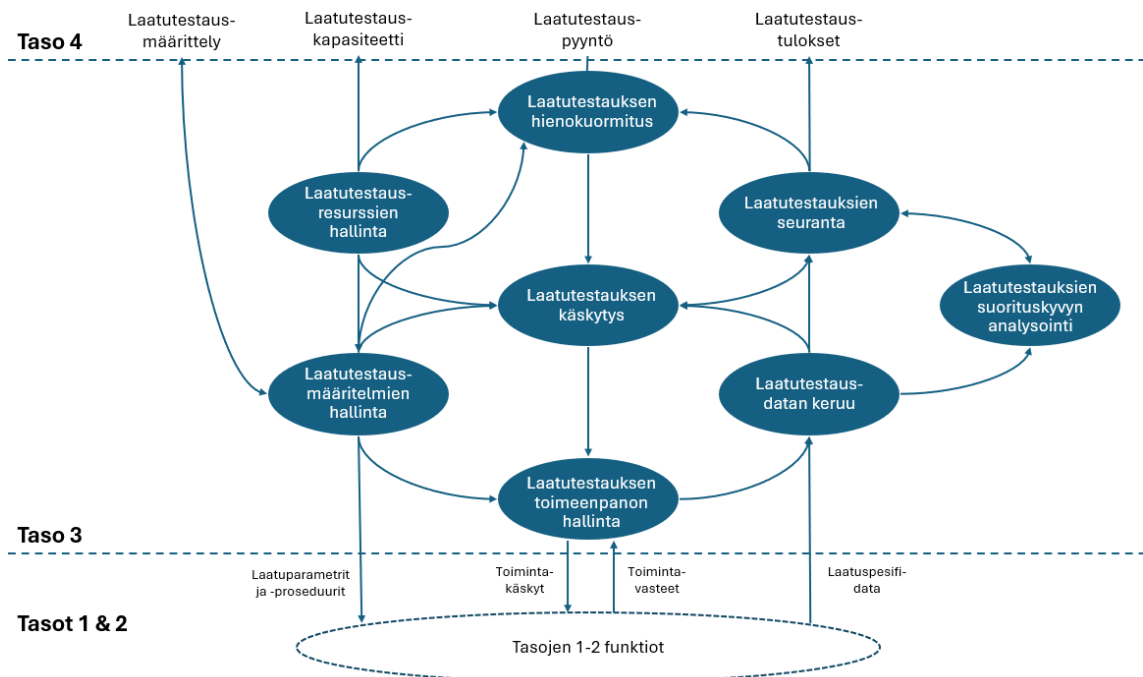 Taso 4
Laatutestaus-
määrittely
Laatutestaus-
kapasiteetti
Laatutestaus-
pyyntö
Laatutestaus-
tulokset
Laatutestauksen
hienokuormitus
Laatutestaus-
resurssien
hallinta
Laatutestauksien
seuranta
Laatutestauksen
käskytys
Laatutestauksien
suorituskyvyn
analysointi
Laatutestaus-
määritelmien
hallinta
Laatutestaus-
datan keruu
Laatutestauksen
toimeenpanon
hallinta
Taso 3
Laatuparametrit
ja -proseduurit
Toiminta-
käskyt
Toiminta-
vasteet
Laatuspesifi-
data
Tasot 1 & 2
Tasojen 1-2 funktiot